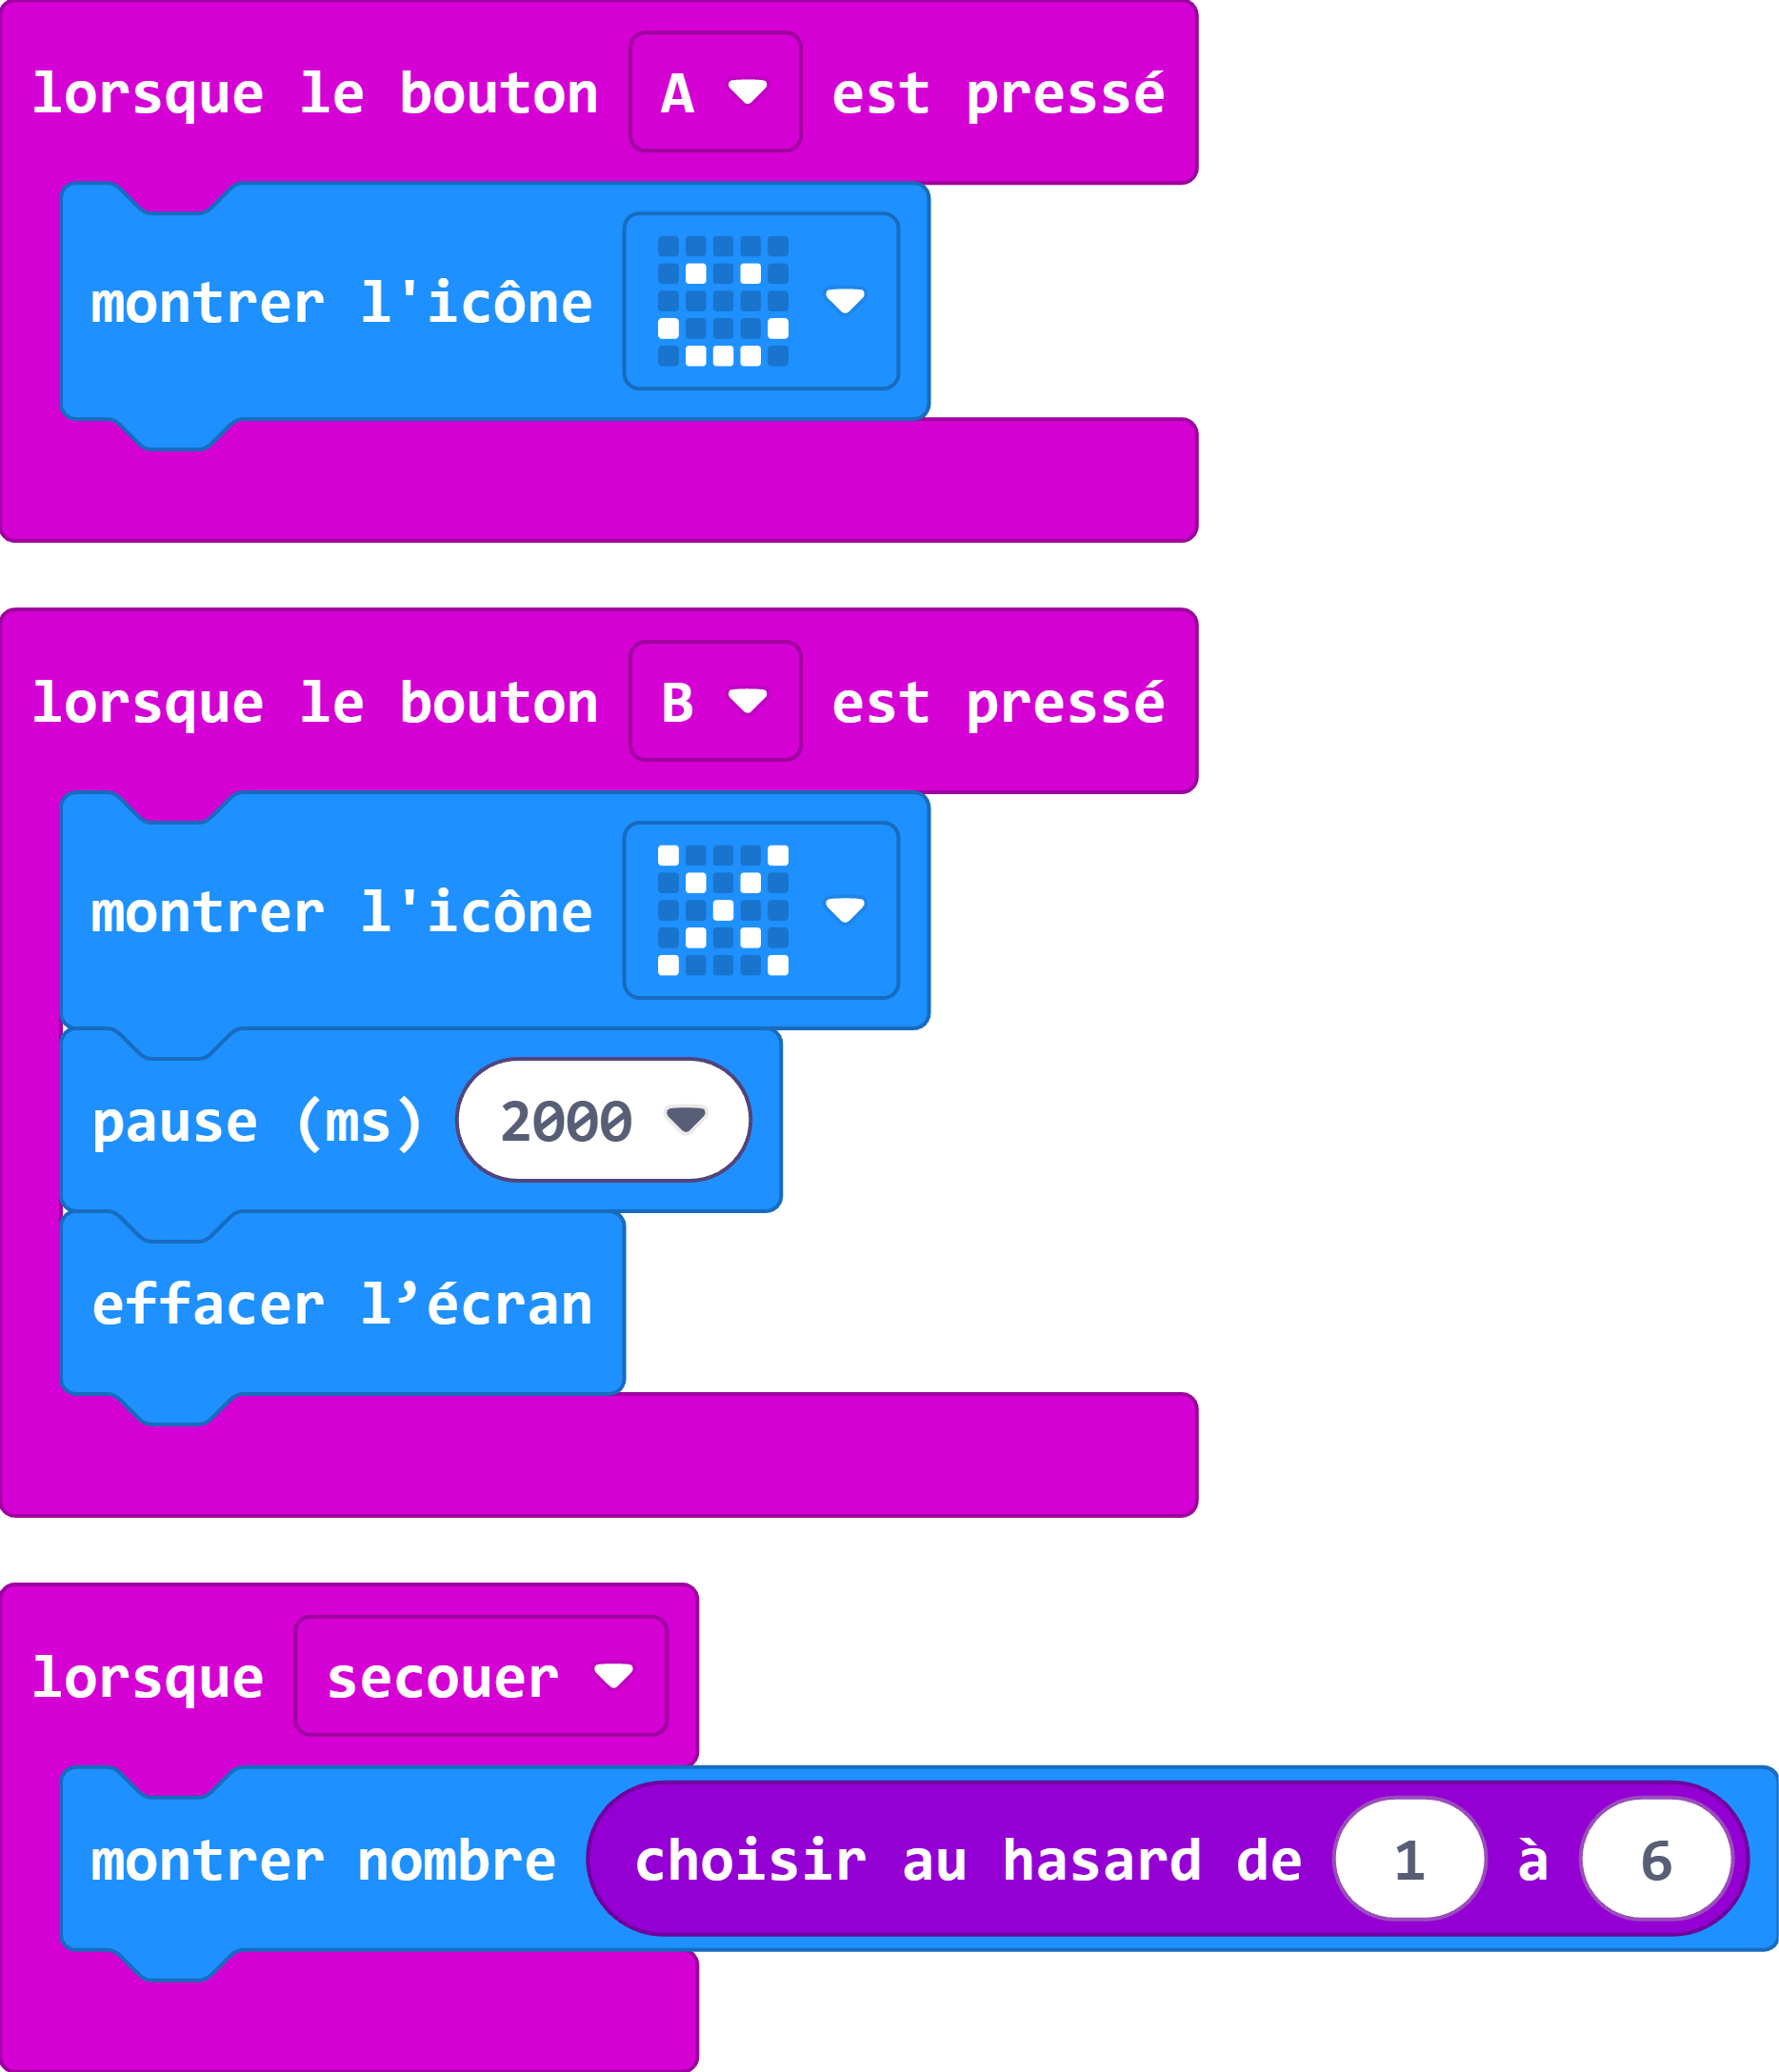 lorsque le bouton A est pressé
montrer l'icône
lorsque le bouton B est pressé
montrer l'icône
pause (ms) 2000
effacer l’écran
lorsque secouer
montrer nombre choisir au hasard de 1 à 6